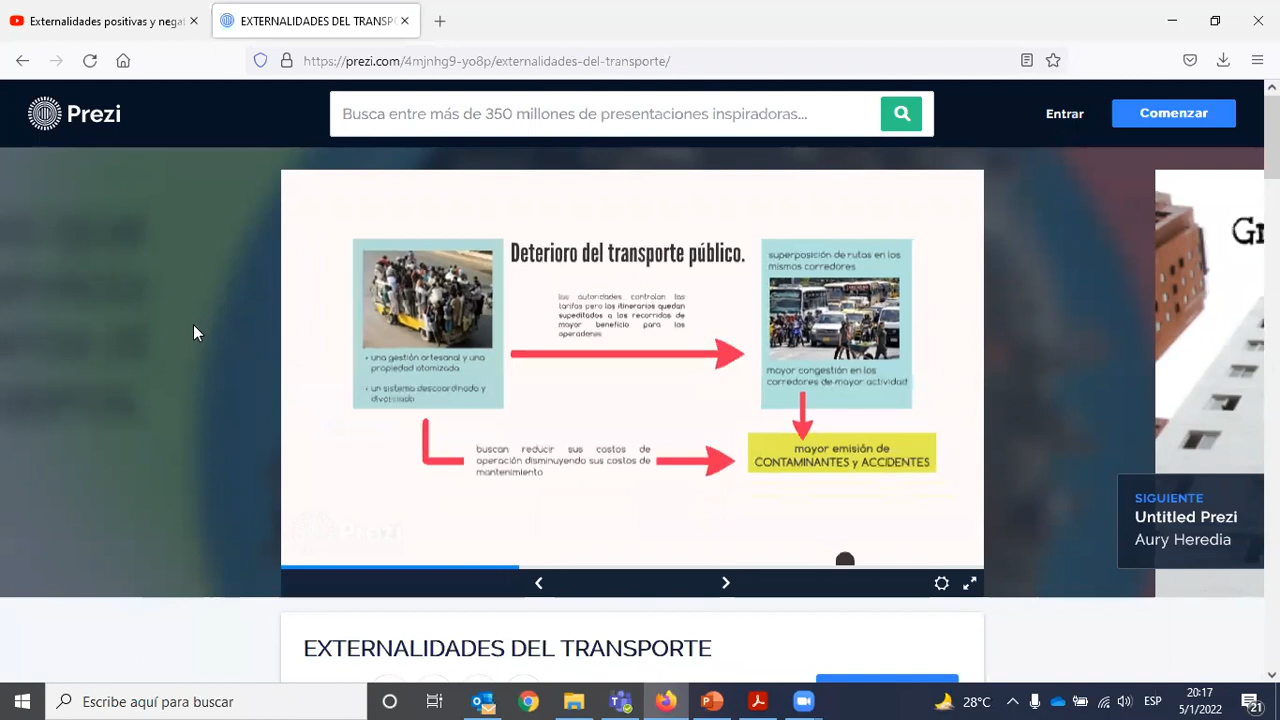 Externalidades positivas y negat
EXTERNALIDADES DEL TRANSP
https://prezi.com/4mjnhg9-yo8p/externalidades-del-transporte/
Prezi
Busca entre más de 350 millones de presentaciones inspiradoras...
Entrar
Comenzar
Deterioro del transporte público.
• una gestión artesanal y una
propiedad atomizada
• un sistema descoordinado y
las autoridades controlan las
tarifas pero los itinerarios quedan
supeditados a los recorridos de
mayor beneficio para los
operadores
superposición de rutas en los
mismos corredores
mayor congestión en los
corredores de mayor actividad
buscan reducir sus costos de
operación disminuyendo sus costos de
mantenimiento
mayor emisión de
CONTAMINANTES y ACCIDENTES
Prezi
Gr
SIGUIENTE
Untitled Prezi
Aury Heredia
EXTERNALIDADES DEL TRANSPORTE
Escribe aquí para buscar
28°C
ESP
20:17
5/1/2022
21